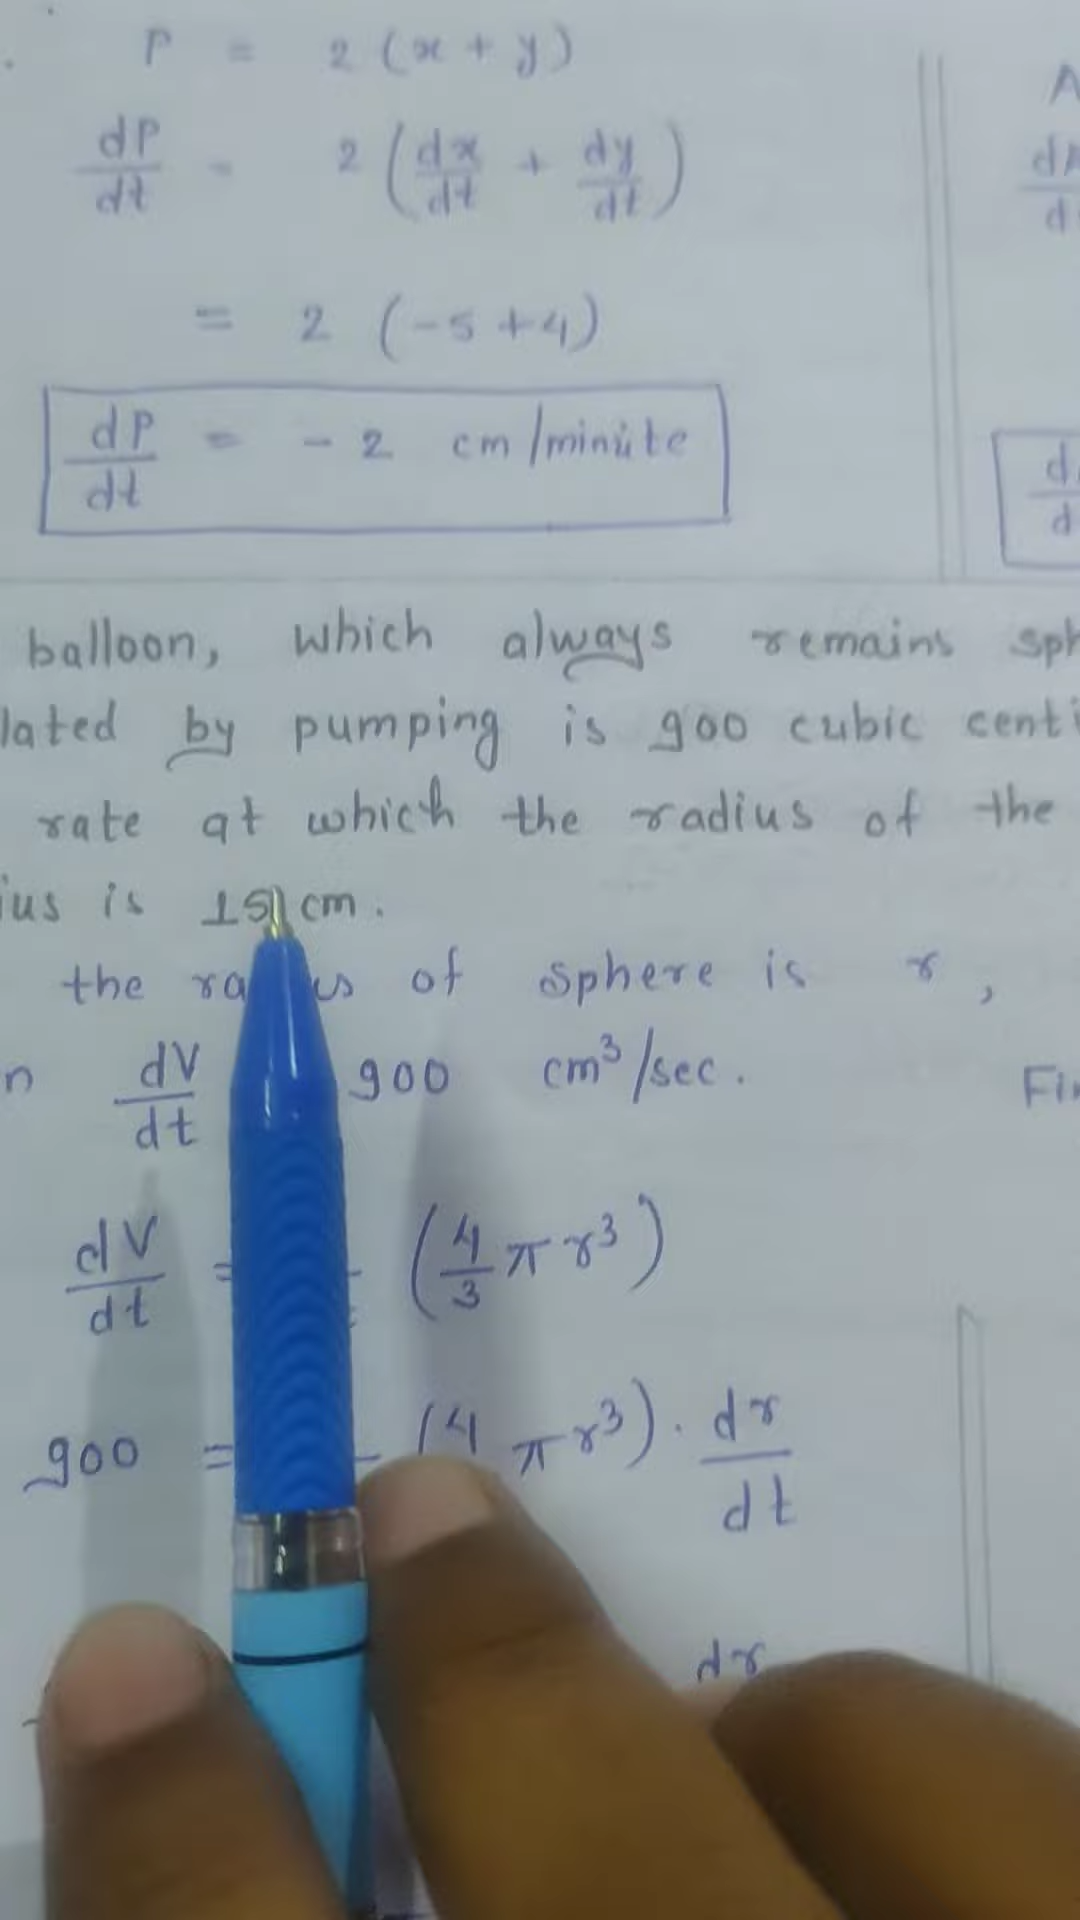 P = 2 (x + y)
A
dP/dt = 2 (dx/dt + dy/dt)
= 2 (-5 + 4)
dP/dt = - 2 cm/minute
balloon, which always remains sph
lated by pumping is 900 cubic centi
rate at which the radius of the
ius is 15 cm.
the of sphere is r,
n dV/dt 900 cm³/sec.
dV/dt = (4/3 π r³)
900 = π r³) . dr/dt
dr